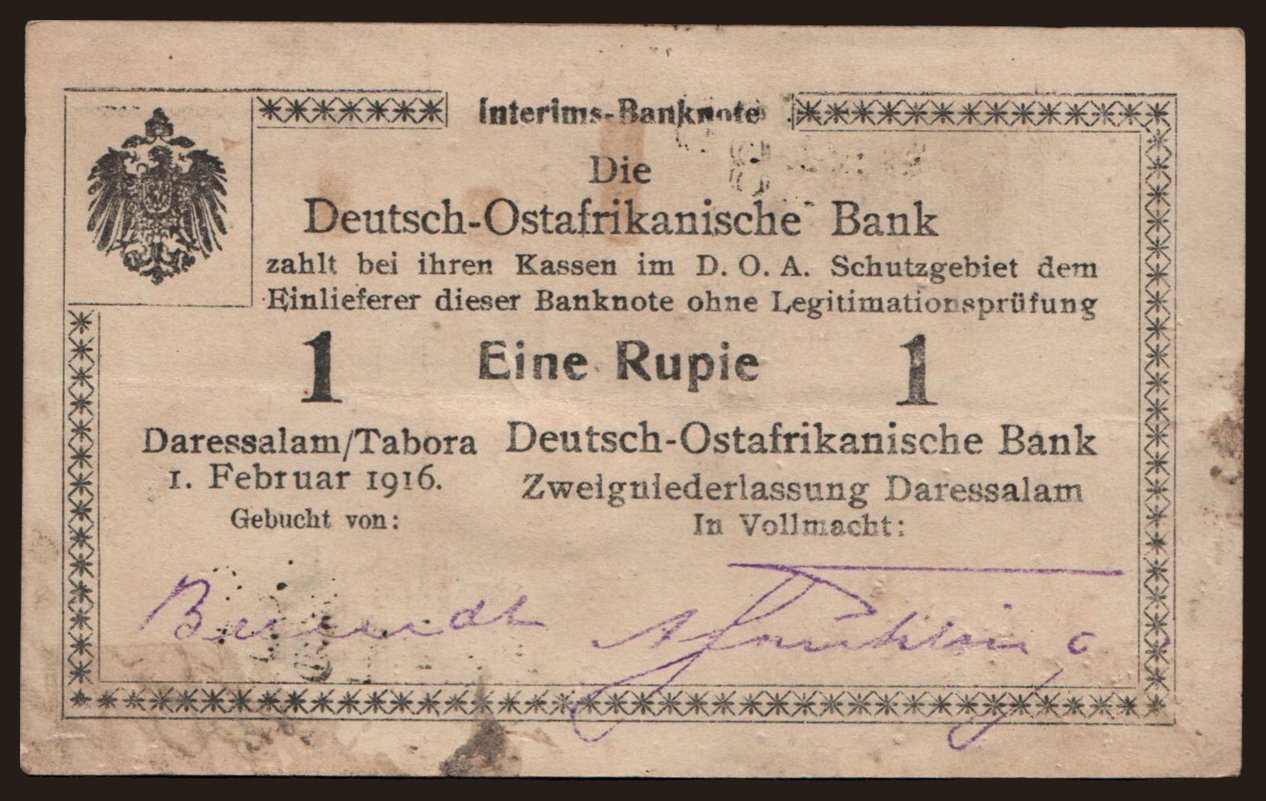 Interims-Banknote
Die
Deutsch-Ostafrikanische Bank
zahlt bei ihren Kassen im D. O. A. Schutzgebiet dem
Einlieferer dieser Banknote ohne Legitimationsprüfung
1 Eine Rupie 1
Daressalam/Tabora
1. Februar 1916.
Gebucht von:
Deutsch-Ostafrikanische Bank
Zweigniederlassung Daressalam
In Vollmacht: